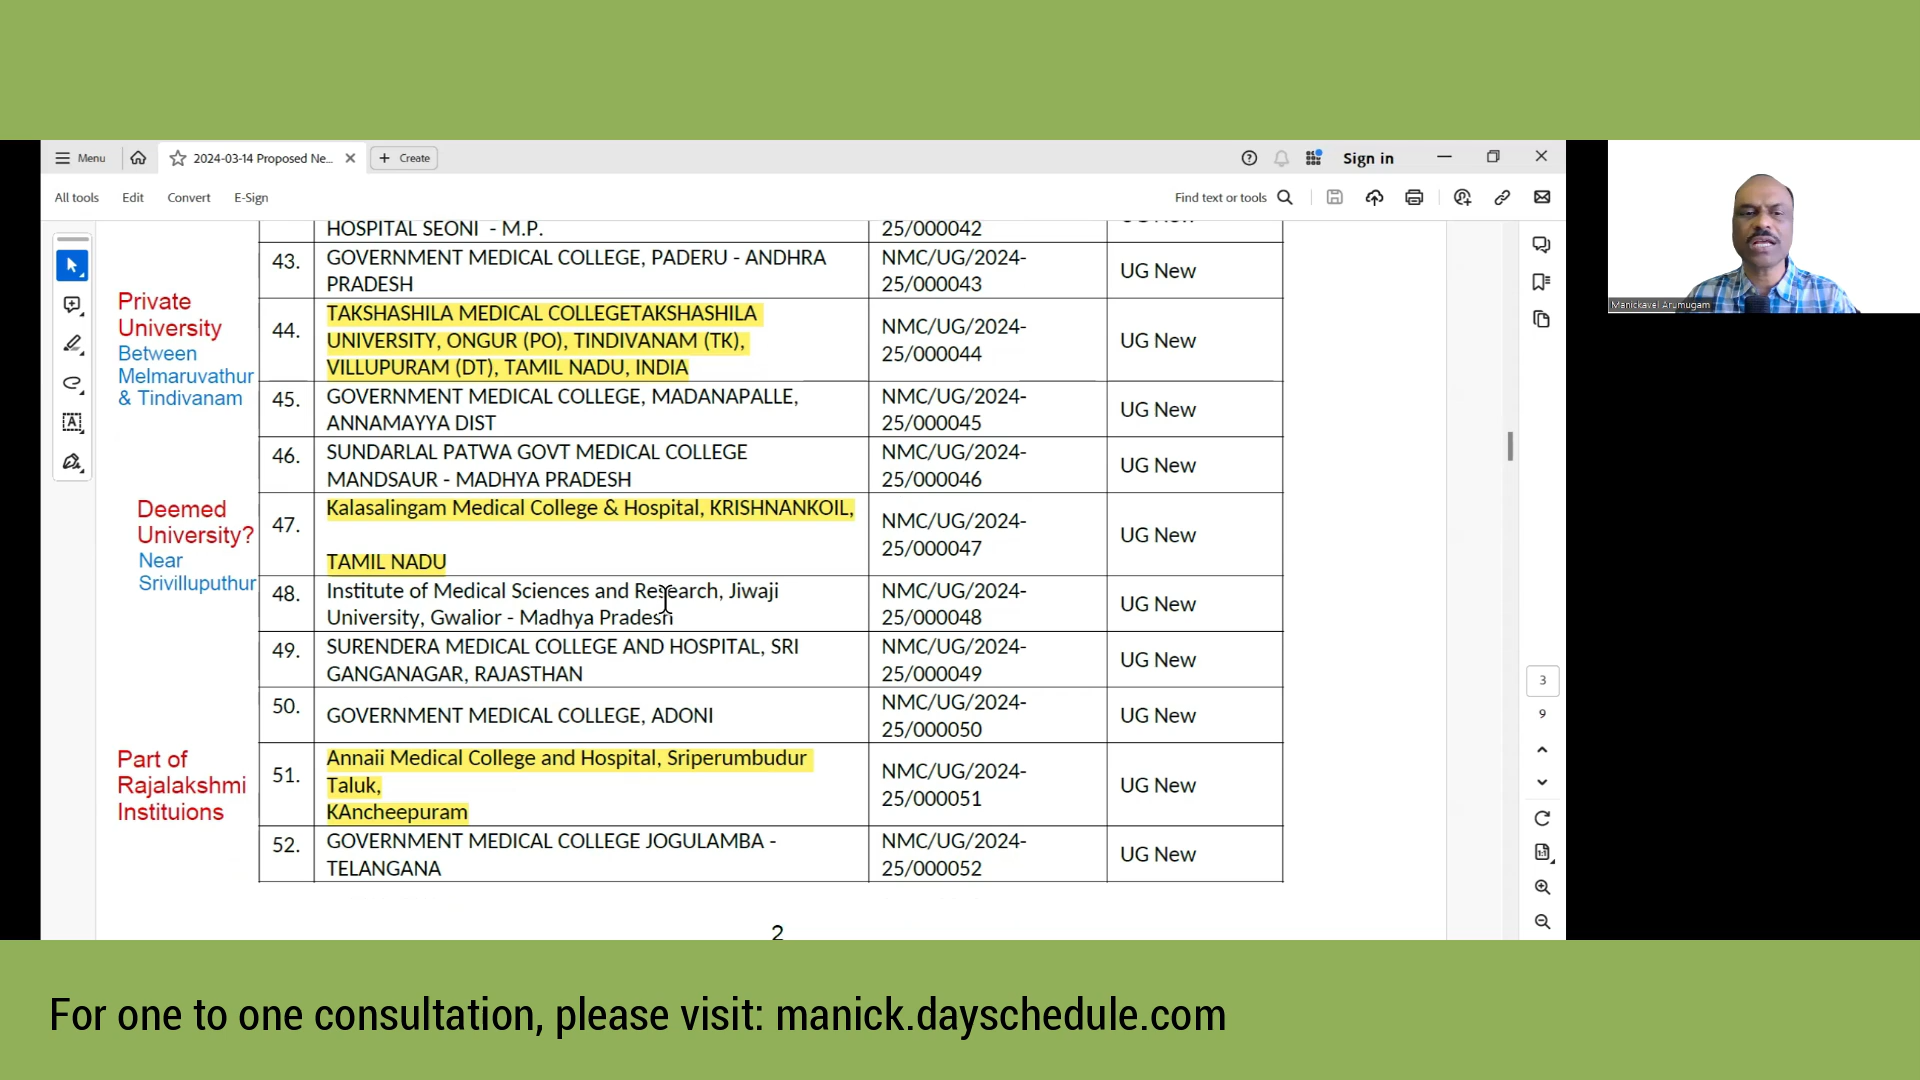 Menu
2024-03-14 Proposed Ne...
Create
Sign in
All tools
Edit
Convert
E-Sign
Find text or tools
HOSPITAL SEONI - M.P.
25/000042
43.
GOVERNMENT MEDICAL COLLEGE, PADERU - ANDHRA
PRADESH
NMC/UG/2024-
25/000043
UG New
Private
University
Between
Melmaruvathur
& Tindivanam
44.
TAKSHASHILA MEDICAL COLLEGETAKSHASHILA
UNIVERSITY, ONGUR (PO), TINDIVANAM (TK),
VILLUPURAM (DT), TAMIL NADU, INDIA
NMC/UG/2024-
25/000044
UG New
45.
GOVERNMENT MEDICAL COLLEGE, MADANAPALLE,
ANNAMAYYA DIST
NMC/UG/2024-
25/000045
UG New
46.
SUNDARLAL PATWA GOVT MEDICAL COLLEGE
MANDSAUR - MADHYA PRADESH
NMC/UG/2024-
25/000046
UG New
Deemed
University?
Near
Srivilluputhur
47.
Kalasalingam Medical College & Hospital, KRISHNANKOIL,
TAMIL NADU
NMC/UG/2024-
25/000047
UG New
48.
Institute of Medical Sciences and Research, Jiwaji
University, Gwalior - Madhya Pradesh
NMC/UG/2024-
25/000048
UG New
49.
SURENDERA MEDICAL COLLEGE AND HOSPITAL, SRI
GANGANAGAR, RAJASTHAN
NMC/UG/2024-
25/000049
UG New
50.
GOVERNMENT MEDICAL COLLEGE, ADONI
NMC/UG/2024-
25/000050
UG New
Part of
Rajalakshmi
Instituions
51.
Annaii Medical College and Hospital, Sriperumbudur
Taluk,
KAncheepuram
NMC/UG/2024-
25/000051
UG New
52.
GOVERNMENT MEDICAL COLLEGE JOGULAMBA -
TELANGANA
NMC/UG/2024-
25/000052
UG New
2
3
9
Manickavel Arumugam
For one to one consultation, please visit: manick.dayschedule.com